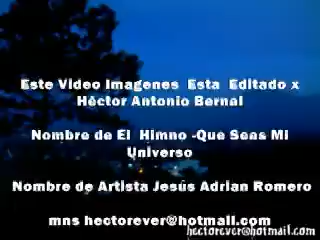 Este Video Imagenes Esta Editado x
Hèctor Antonio Bernal
Nombre de El Himno -Que Seas Mi
Universo
Nombre de Artista Jesús Adrian Romero
mns hectorever@hotmail.com
hectorever@hotmail.com